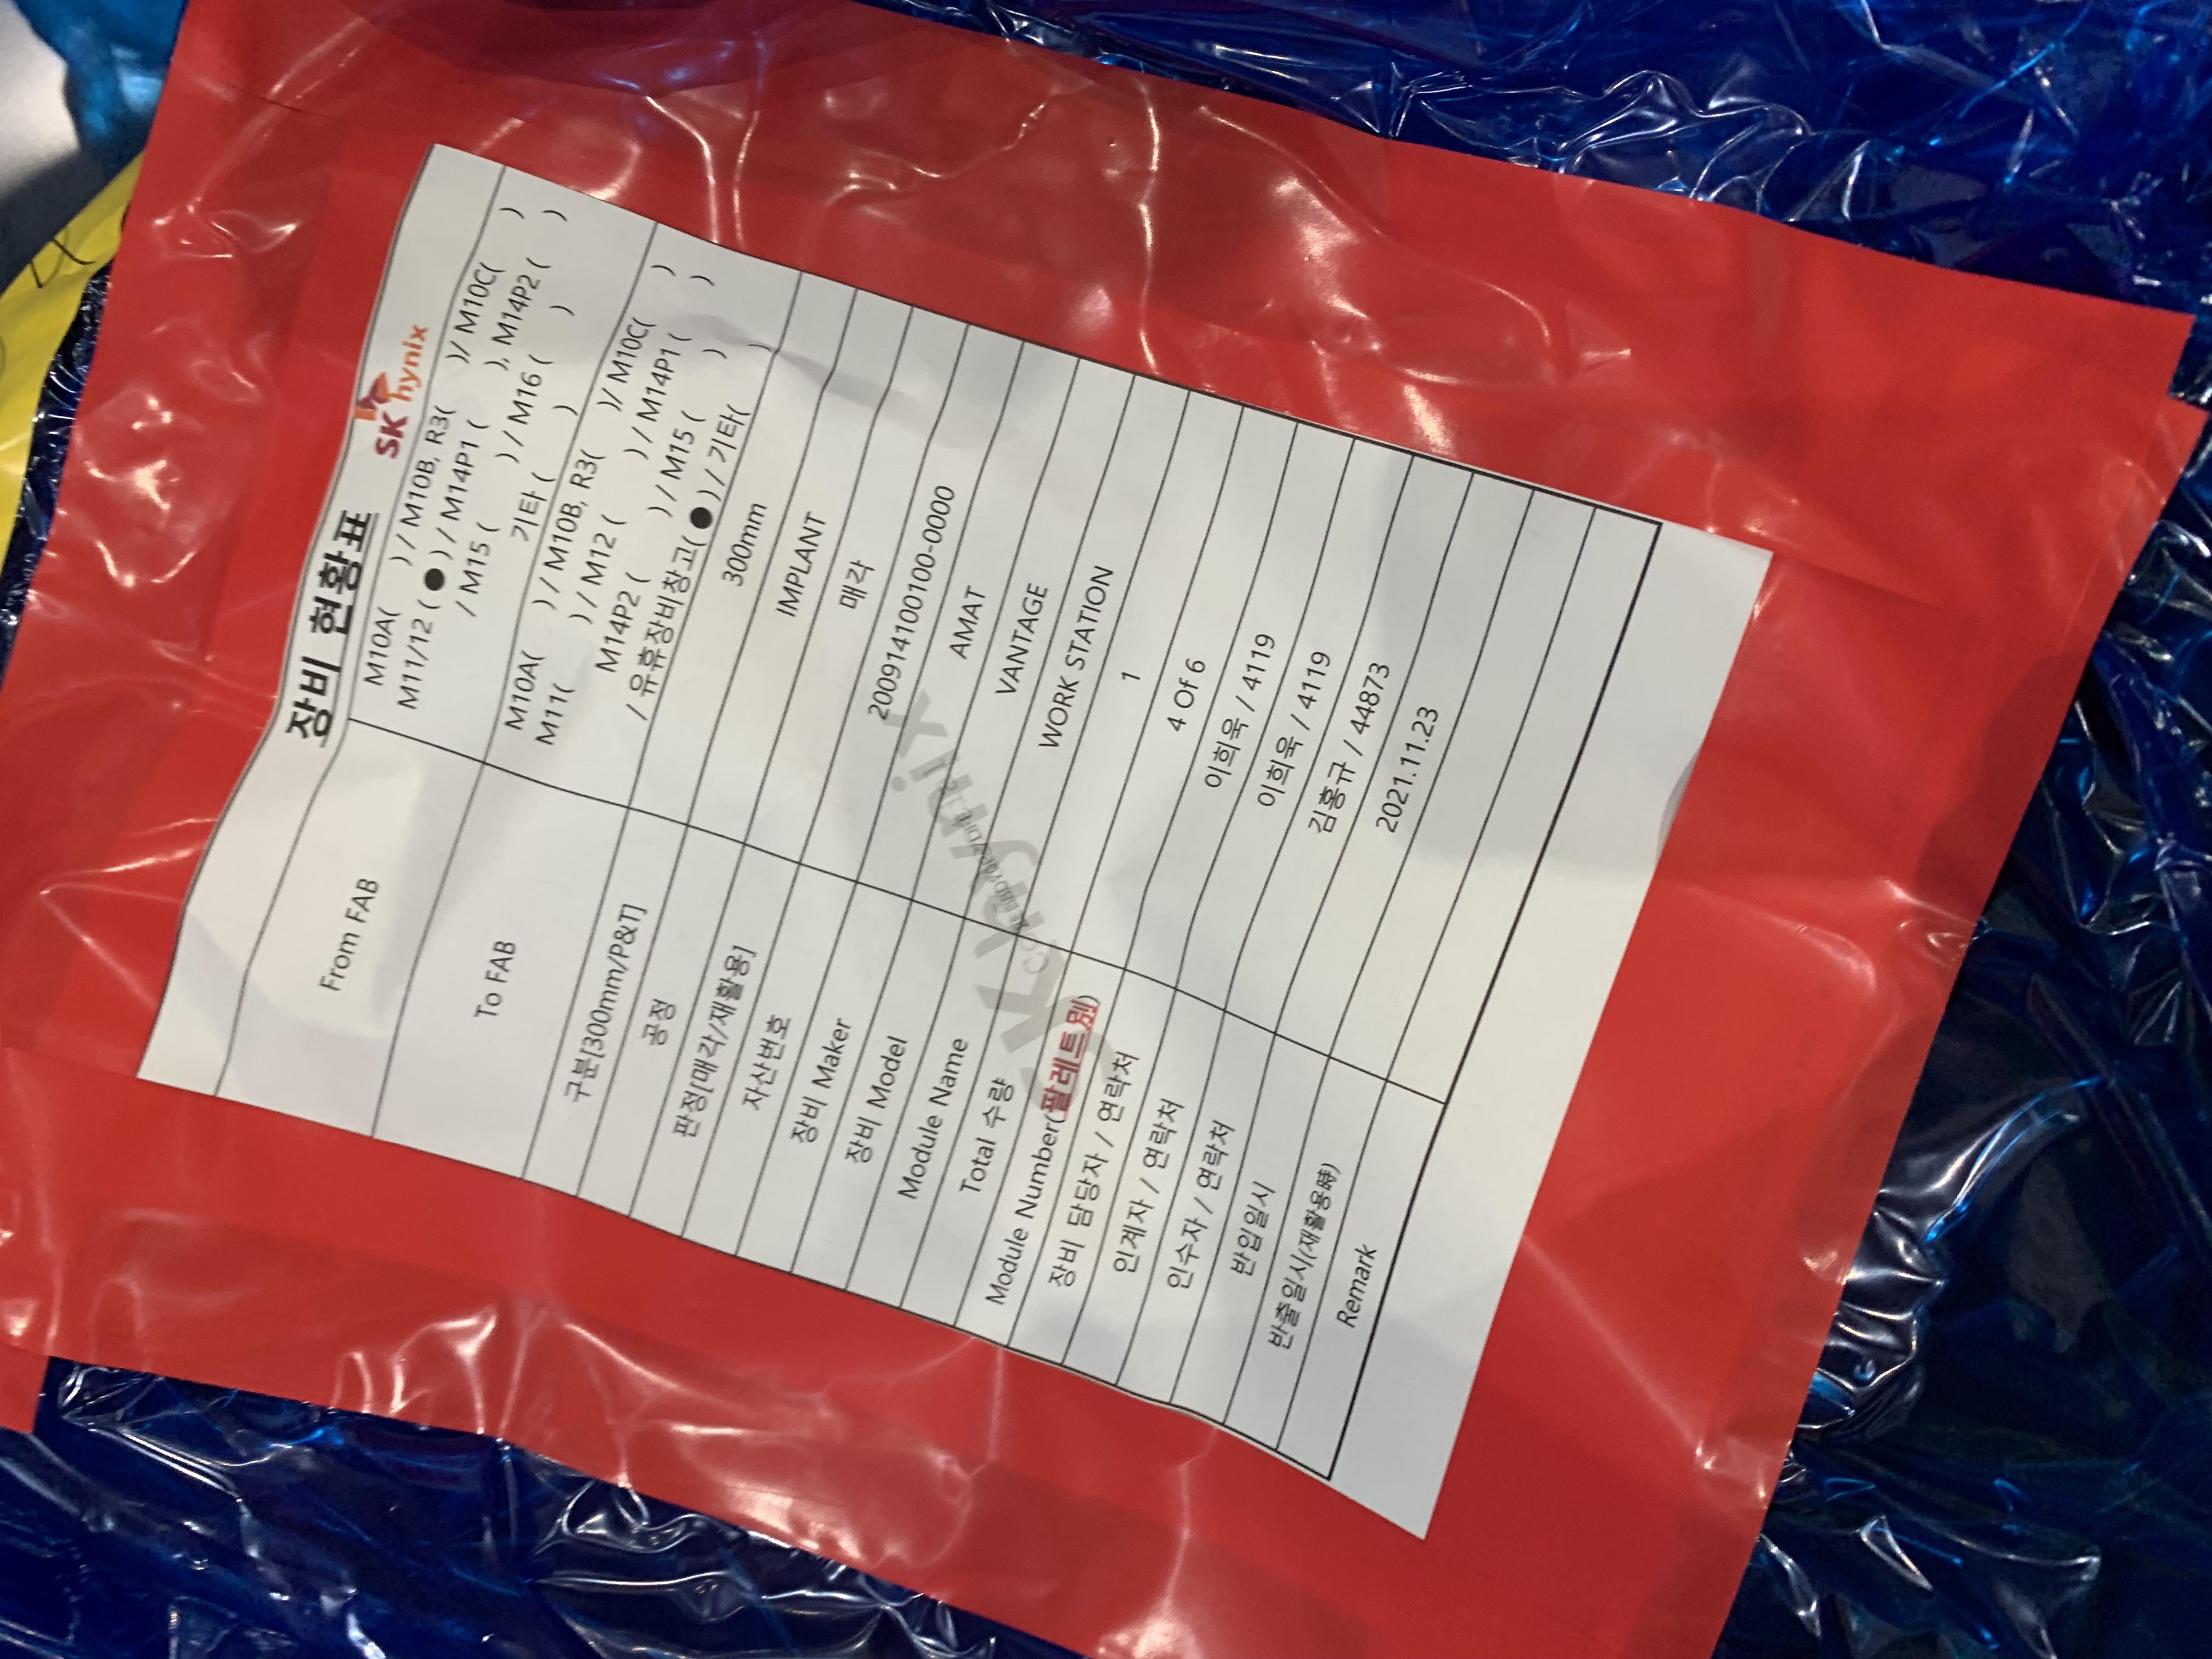 장비 현황표
SK hynix
From FAB
M10A( ) / M10B, R3( )/ M10C( )
M11/12 ( ● ) / M14P1 ( ), M14P2 ( )
/ M15 ( ) / M16 ( )
기타 ( )
To FAB
M10A( ) / M10B, R3( )/ M10C( )
M11( ) / M12 ( ) / M14P1 ( )
M14P2 ( ) / M15 ( )
/ 유휴장비창고( ● ) / 기타( )
구분[300mm/P&T] 300mm
공정 IMPLANT
판정[매각/재활용] 매각
자산번호 200914100100-0000
장비 Maker AMAT
장비 Model VANTAGE
Module Name WORK STATION
Total 수량 1
Module Number(팔레트別) 4 Of 6
장비 담당자 / 연락처 이희욱 / 4119
인계자 / 연락처 이희욱 / 4119
인수자 / 연락처 김홍규 / 44873
반입일시 2021.11.23
반출일시(재활용時)
Remark
SK hynix